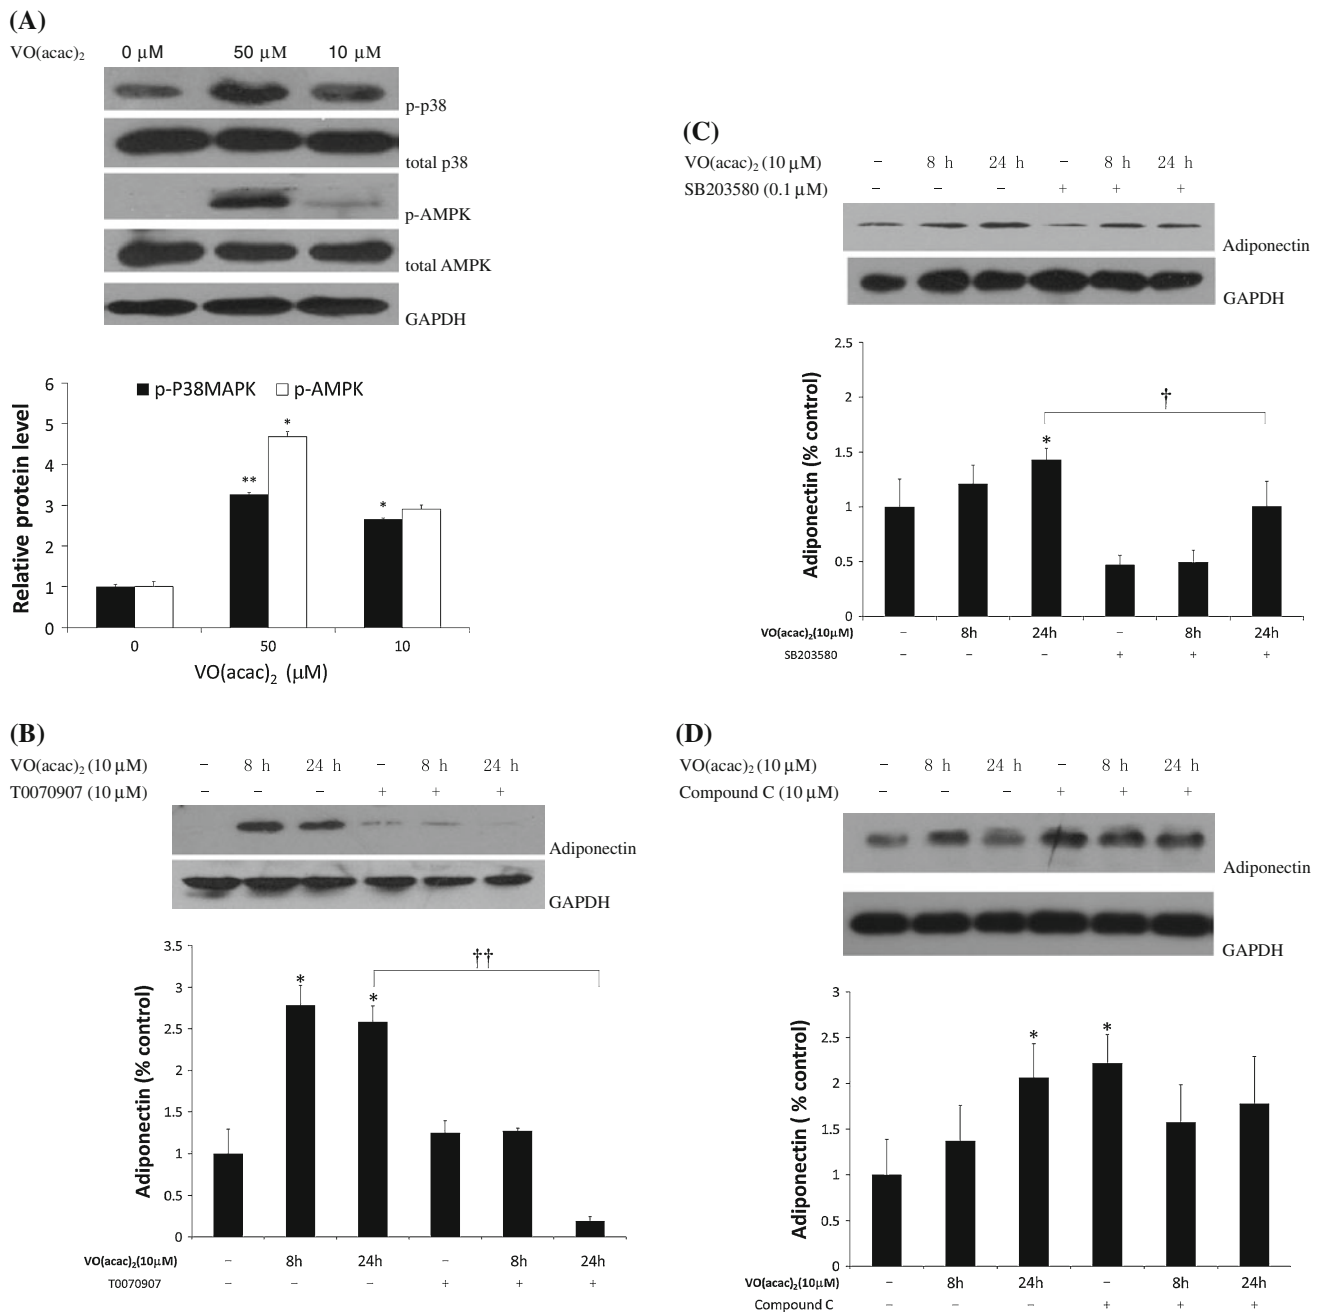 (A)
VO(acac)2 0 μM 50 μM 10 μM
p-p38
total p38
p-AMPK
total AMPK
GAPDH
p-P38MAPK p-AMPK
Relative protein level
6
5
4
3
2
1
0
** * *
0 50 10
VO(acac)2 (μM)
(B)
VO(acac)2 (10 μM) − 8 h 24 h − 8 h 24 h
T0070907 (10 μM) − − − + + +
Adiponectin
GAPDH
Adiponectin (% control)
3.5
3
2.5
2
1.5
1
0.5
0
* * ††
VO(acac)2(10μM) − 8h 24h − 8h 24h
T0070907 − − − + + +
(C)
VO(acac)2 (10 μM) − 8 h 24 h − 8 h 24 h
SB203580 (0.1 μM) − − − + + +
Adiponectin
GAPDH
Adiponectin (% control)
2.5
2
1.5
1
0.5
0
* †
VO(acac)2(10μM) − 8h 24h − 8h 24h
SB203580 − − − + + +
(D)
VO(acac)2 (10 μM) − 8 h 24 h − 8 h 24 h
Compound C (10 μM) − − − + + +
Adiponectin
GAPDH
Adiponectin ( % control)
3
2.5
2
1.5
1
0.5
0
* *
VO(acac)2(10μM) − 8h 24h − 8h 24h
Compound C − − − + + +